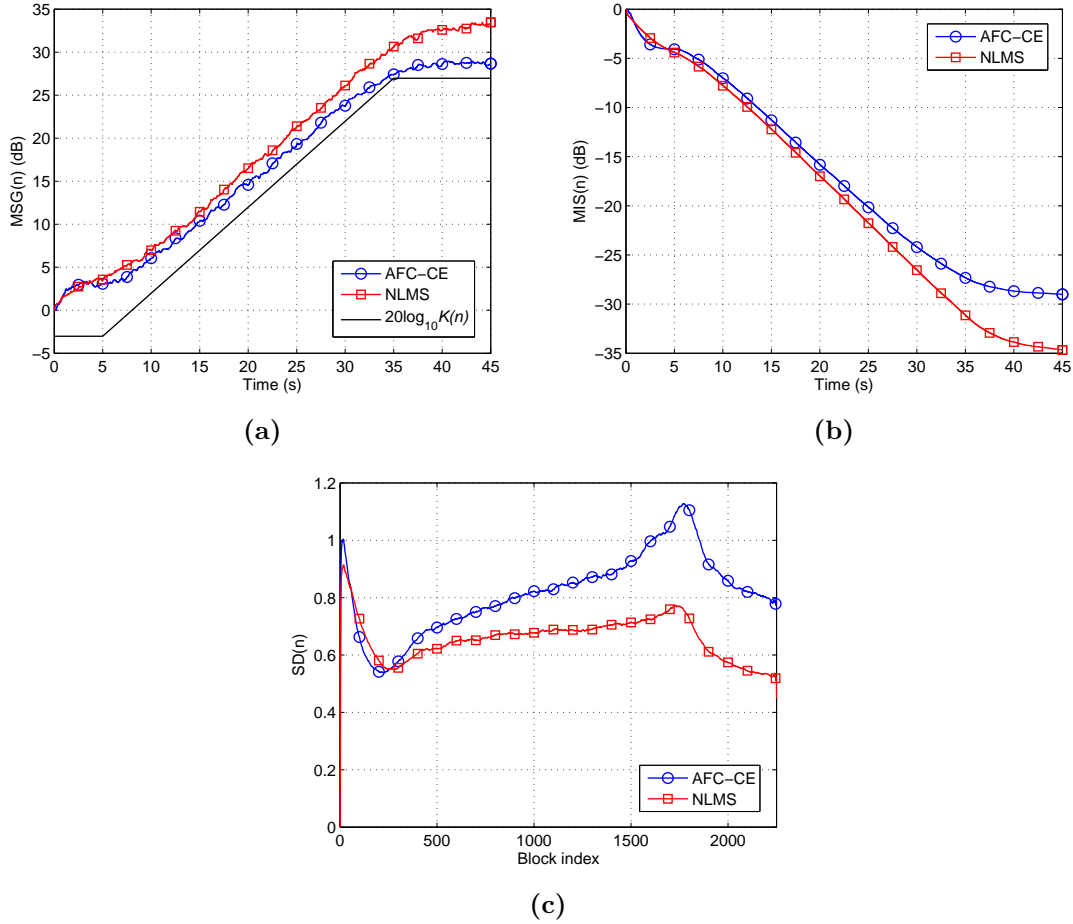 35
30
25
20
15
10
5
0
−5
0 5 10 15 20 25 30 35 40 45
MSG(n) (dB)
Time (s)
AFC−CE
NLMS
20log10K(n)
(a)
0
−5
−10
−15
−20
−25
−30
−35
0 5 10 15 20 25 30 35 40 45
MIS(n) (dB)
Time (s)
AFC−CE
NLMS
(b)
1.2
1
0.8
0.6
0.4
0.2
0
0 500 1000 1500 2000
SD(n)
Block index
AFC−CE
NLMS
(c)